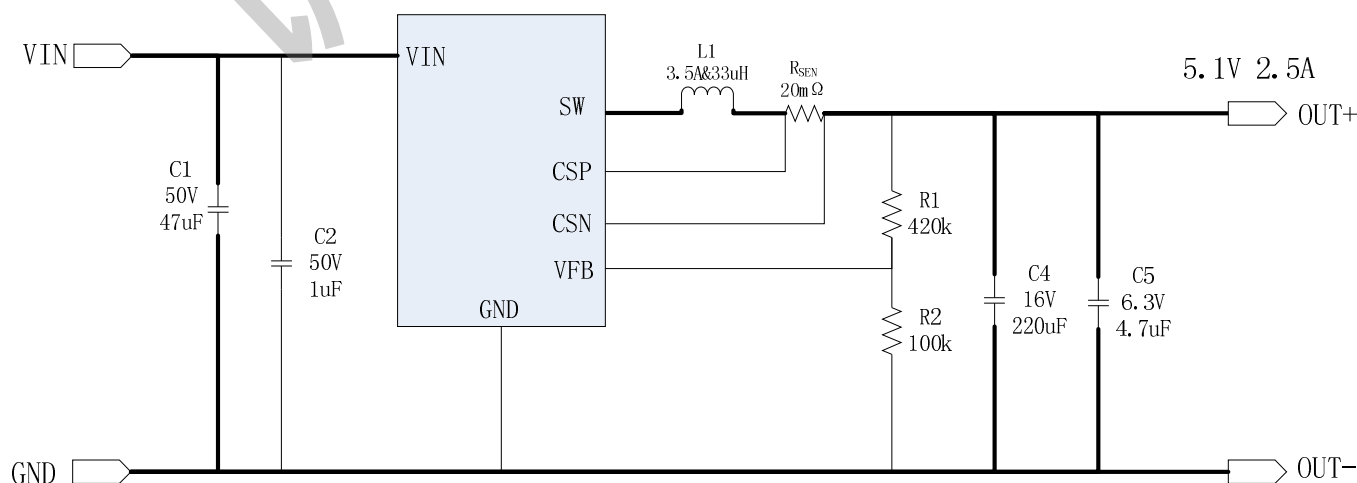 VIN
VIN
SW
CSP
CSN
VFB
GND
L1
3.5A&33uH
RSEN
20mΩ
5.1V 2.5A
OUT+
C1
50V
47uF
C2
50V
1uF
R1
420k
R2
100k
C4
16V
220uF
C5
6.3V
4.7uF
GND
OUT-